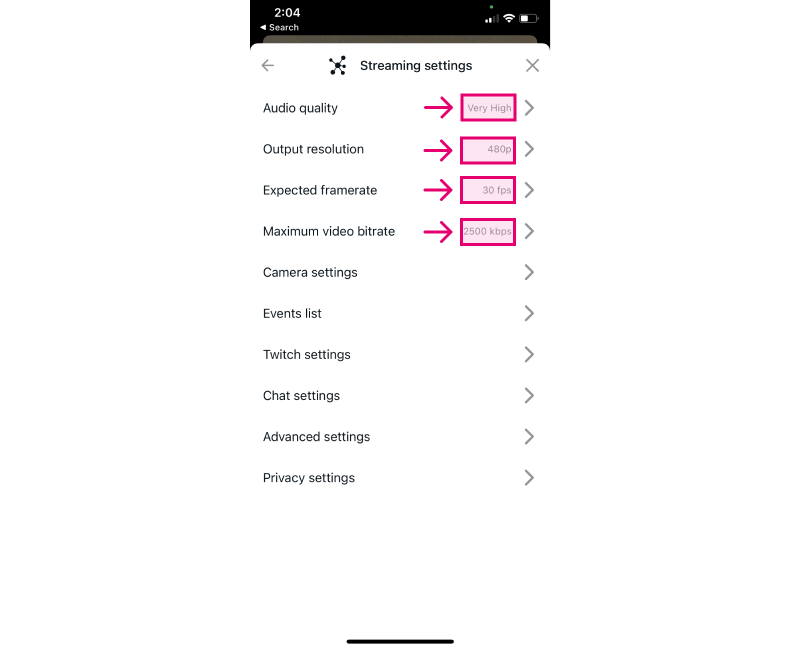 2:04
◄ Search
Streaming settings
Audio quality Very High
Output resolution 480p
Expected framerate 30 fps
Maximum video bitrate 2500 kbps
Camera settings
Events list
Twitch settings
Chat settings
Advanced settings
Privacy settings